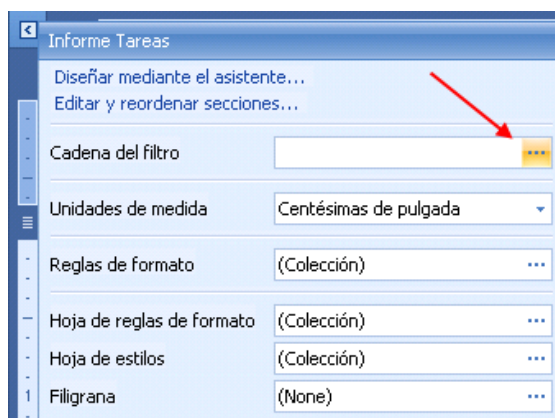 Informe Tareas
Diseñar mediante el asistente...
Editar y reordenar secciones...
Cadena del filtro ...
Unidades de medida Centésimas de pulgada
Reglas de formato (Colección) ...
Hoja de reglas de formato (Colección) ...
Hoja de estilos (Colección) ...
1 Filigrana (None) ...